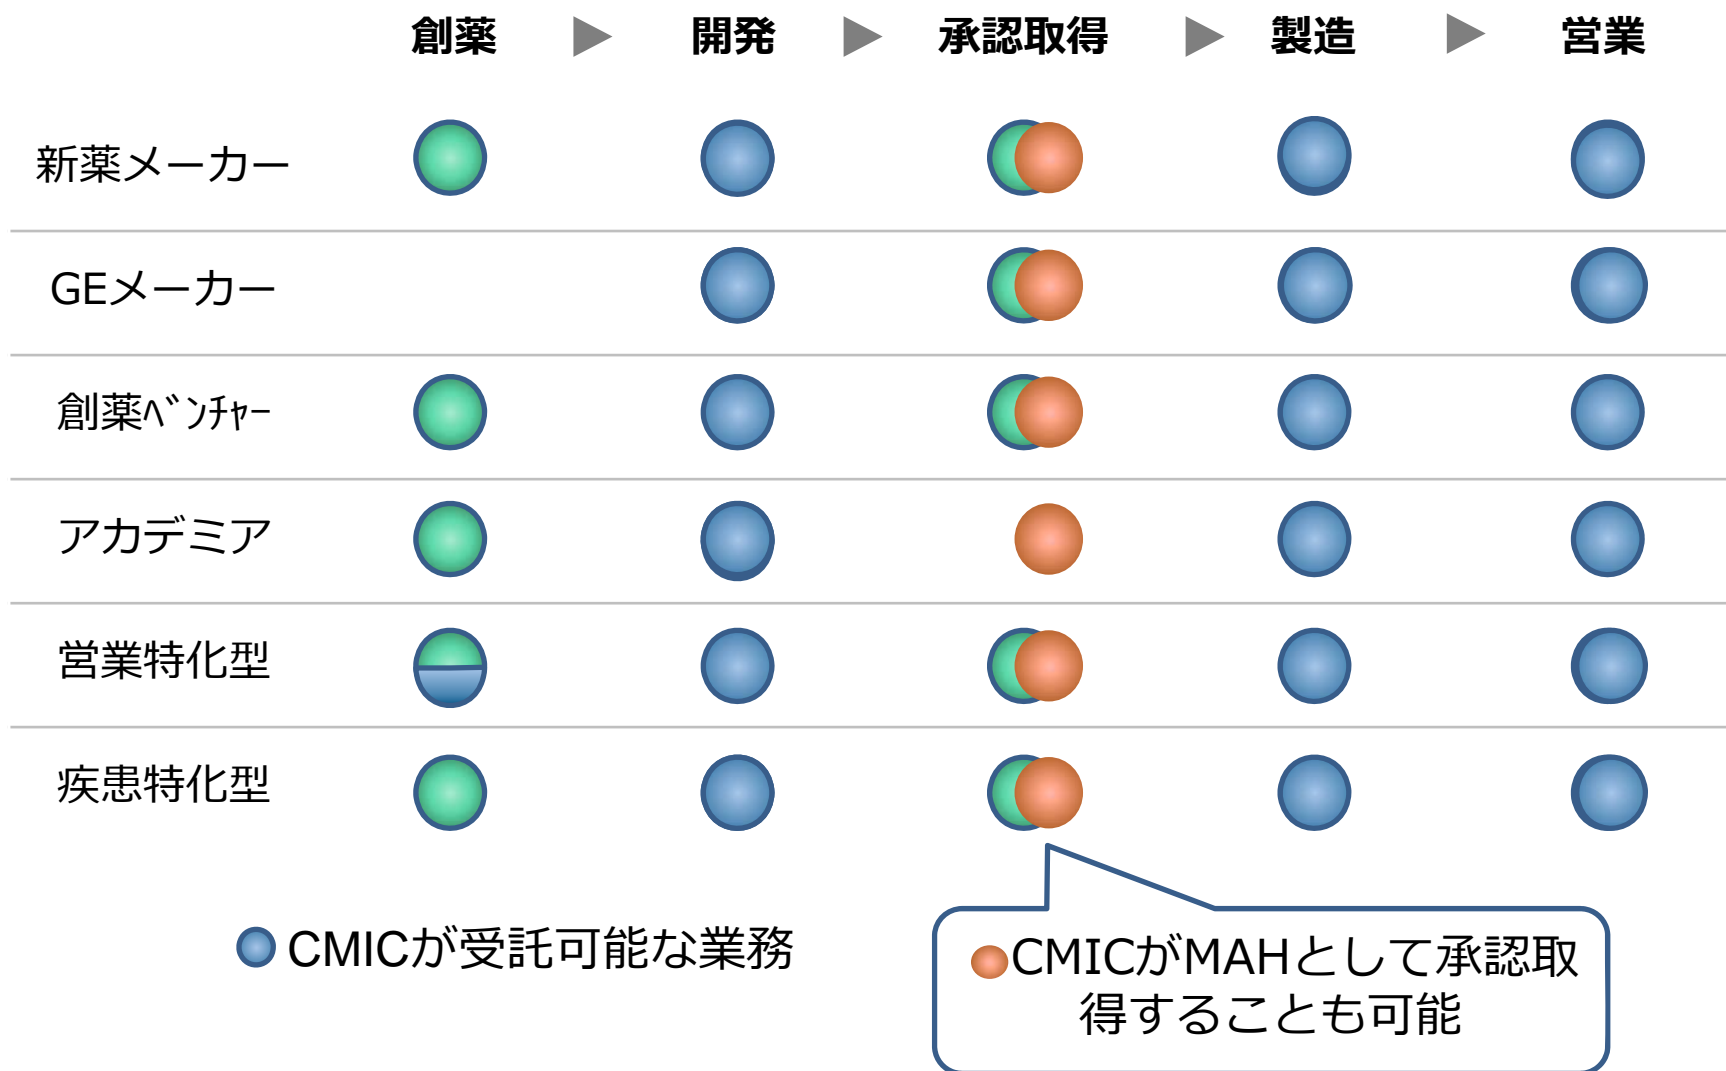 創薬 開発 承認取得 製造 営業
新薬メーカー
GEメーカー
創薬ﾍﾞﾝﾁｬｰ
アカデミア
営業特化型
疾患特化型
CMICが受託可能な業務
CMICがMAHとして承認取
得することも可能